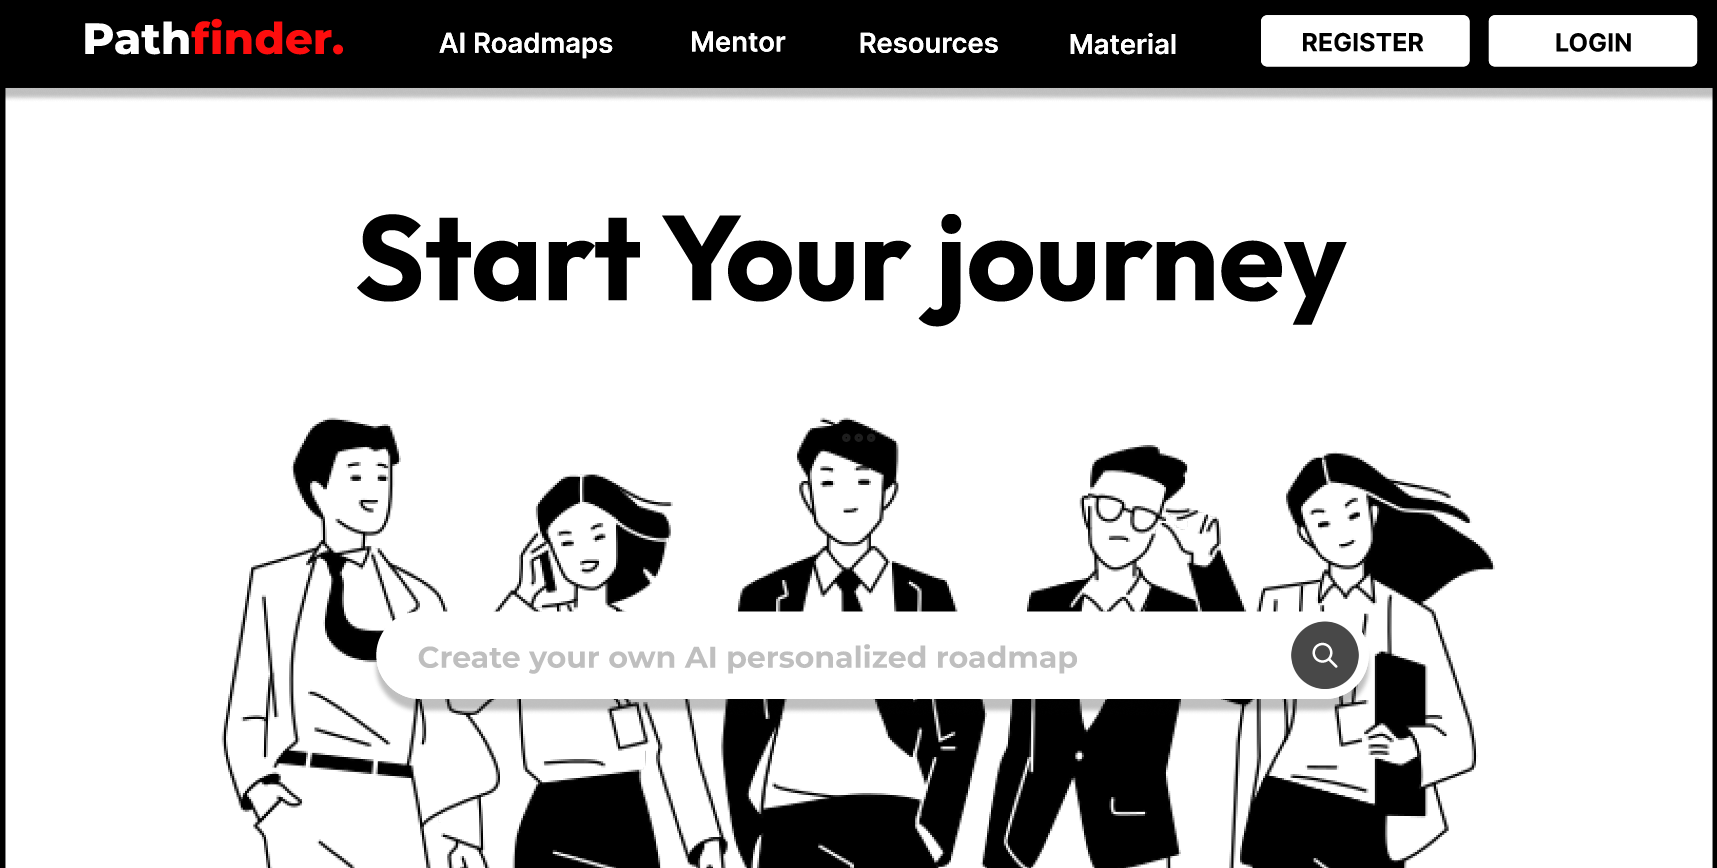 Pathfinder. AI Roadmaps Mentor Resources Material REGISTER LOGIN
Start Your journey
Create your own AI personalized roadmap